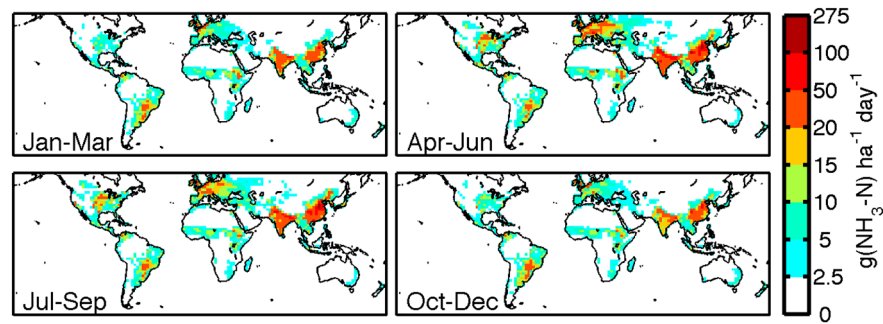 Jan-Mar
Apr-Jun
Jul-Sep
Oct-Dec
275
100
50
20
15
10
5
2.5
0
g(NH₃-N) ha⁻¹ day⁻¹